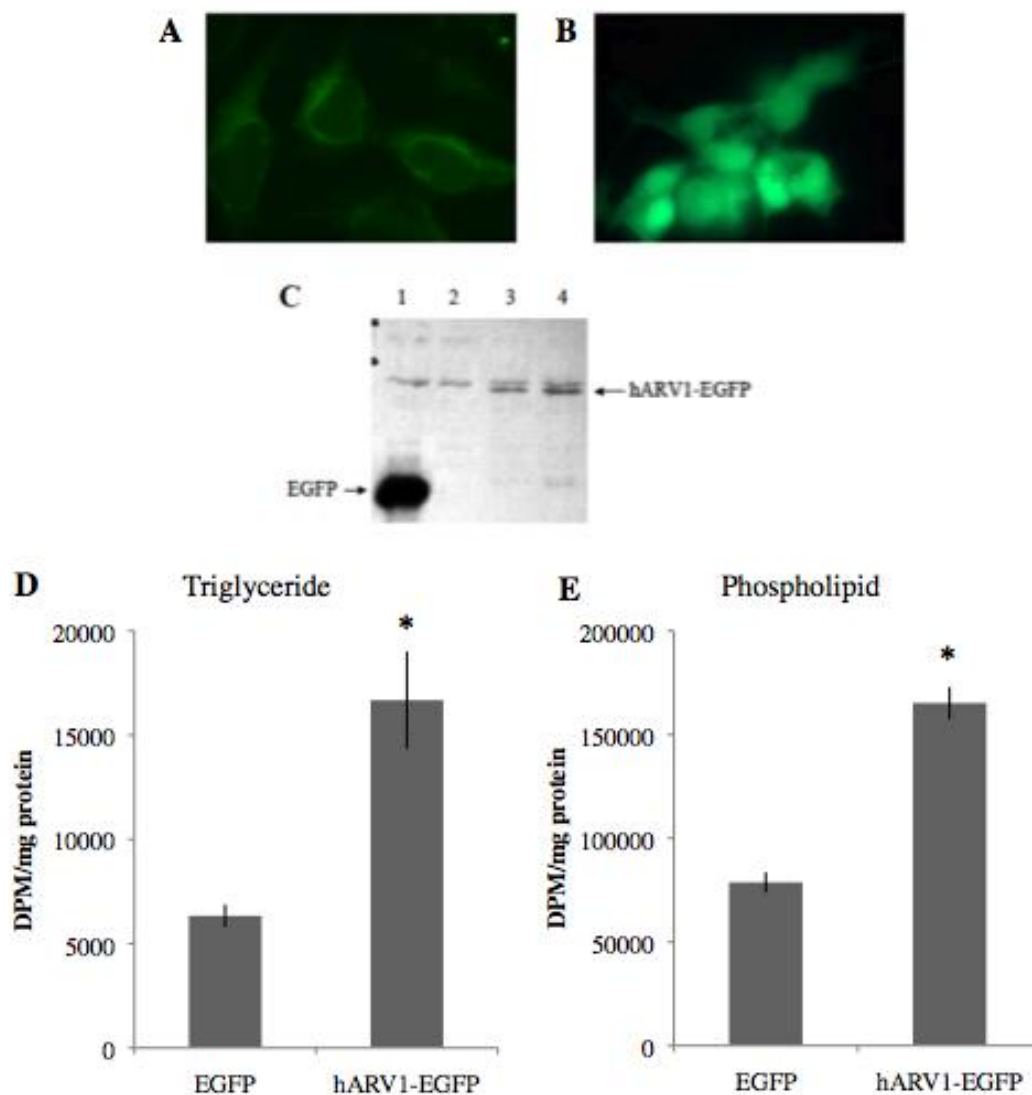 A
B
C
1 2 3 4
hARV1-EGFP
EGFP
D
Triglyceride
20000
15000
10000
5000
0
DPM/mg protein
*
EGFP
hARV1-EGFP
E
Phospholipid
200000
150000
100000
50000
0
DPM/mg protein
*
EGFP
hARV1-EGFP